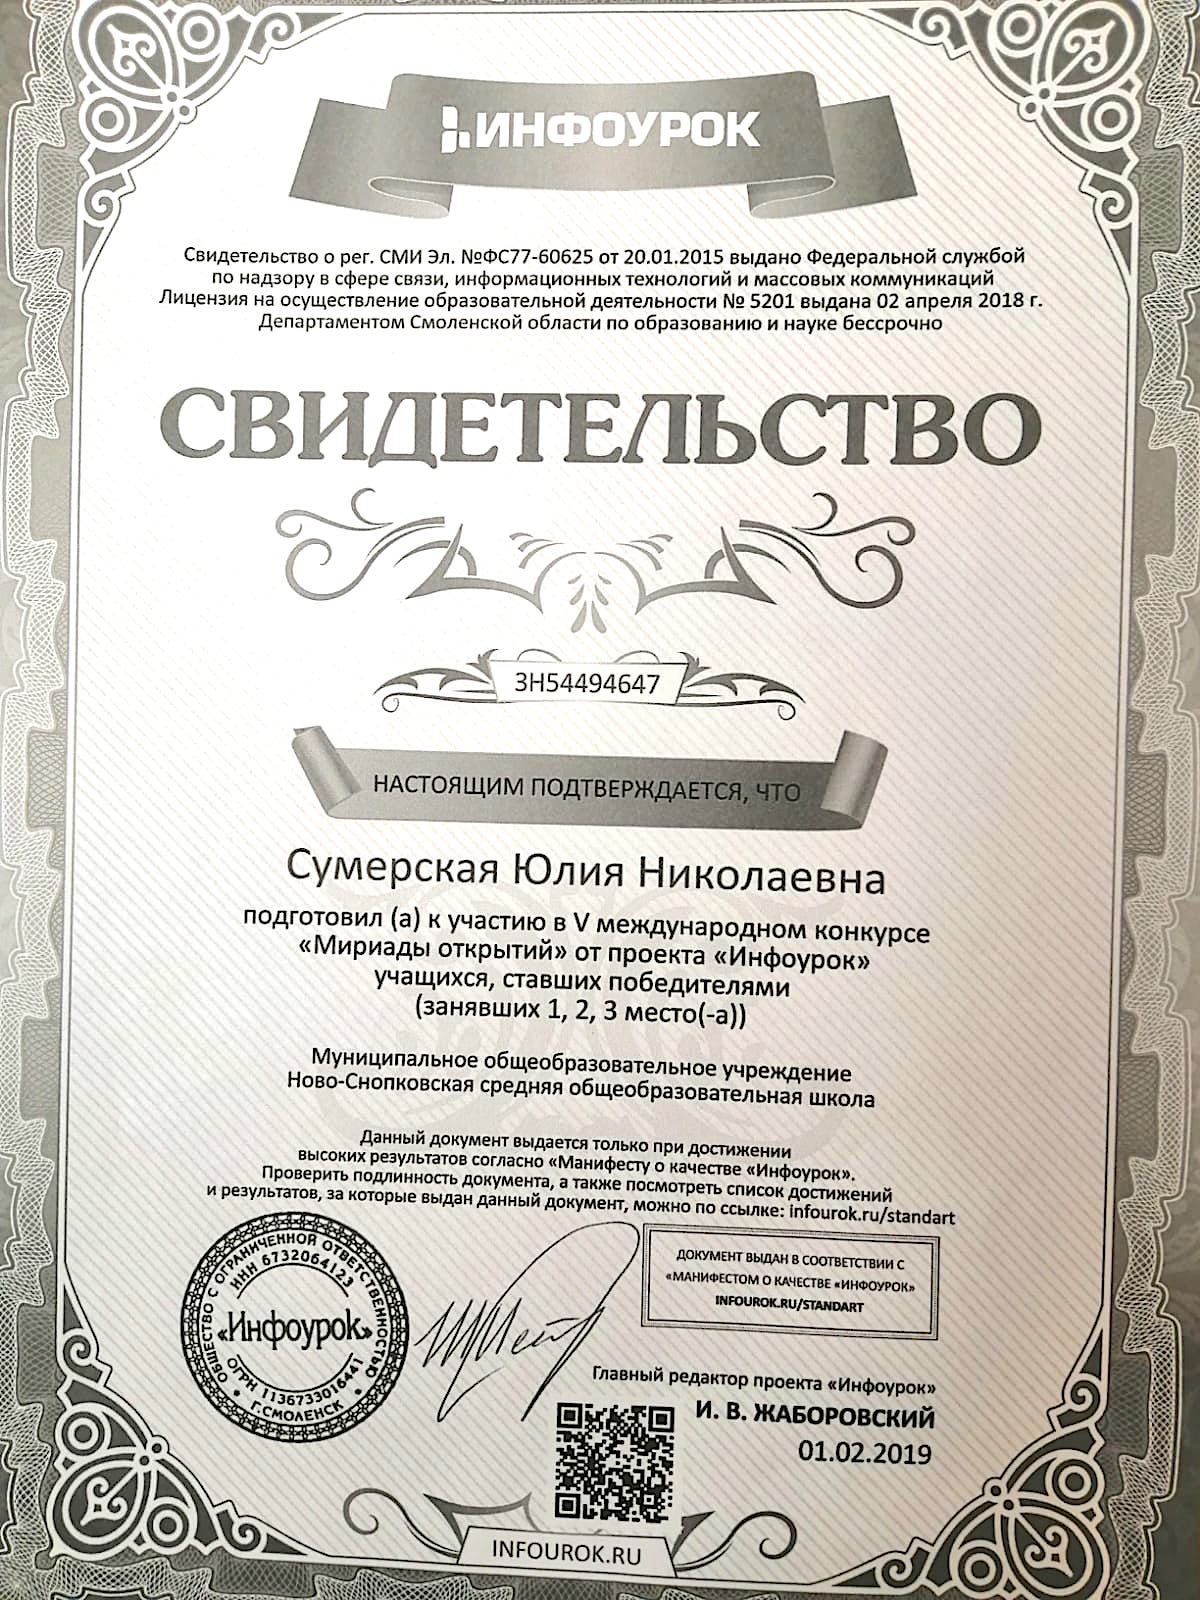 ИНФОУРОК
Свидетельство о рег. СМИ Эл. №ФС77-60625 от 20.01.2015 выдано Федеральной службой
по надзору в сфере связи, информационных технологий и массовых коммуникаций
Лицензия на осуществление образовательной деятельности № 5201 выдана 02 апреля 2018 г.
Департаментом Смоленской области по образованию и науке бессрочно
СВИДЕТЕЛЬСТВО
ЗН54494647
НАСТОЯЩИМ ПОДТВЕРЖДАЕТСЯ, ЧТО
Сумерская Юлия Николаевна
подготовил (а) к участию в V международном конкурсе
«Мириады открытий» от проекта «Инфоурок»
учащихся, ставших победителями
(занявших 1, 2, 3 место(-а))
Муниципальное общеобразовательное учреждение
Ново-Снопковская средняя общеобразовательная школа
Данный документ выдается только при достижении
высоких результатов согласно «Манифесту о качестве «Инфоурок».
Проверить подлинность документа, а также посмотреть список достижений
и результатов, за которые выдан данный документ, можно по ссылке: infourok.ru/standart
ОБЩЕСТВО С ОГРАНИЧЕННОЙ ОТВЕТСТВЕННОСТЬЮ
ИНН 6732064123
«Инфоурок»
ОГРН 1136733016441
Г.СМОЛЕНСК
ДОКУМЕНТ ВЫДАН В СООТВЕТСТВИИ С
«МАНИФЕСТОМ О КАЧЕСТВЕ «ИНФОУРОК»
INFOUROK.RU/STANDART
Главный редактор проекта «Инфоурок»
И. В. ЖАБОРОВСКИЙ
01.02.2019
INFOUROK.RU